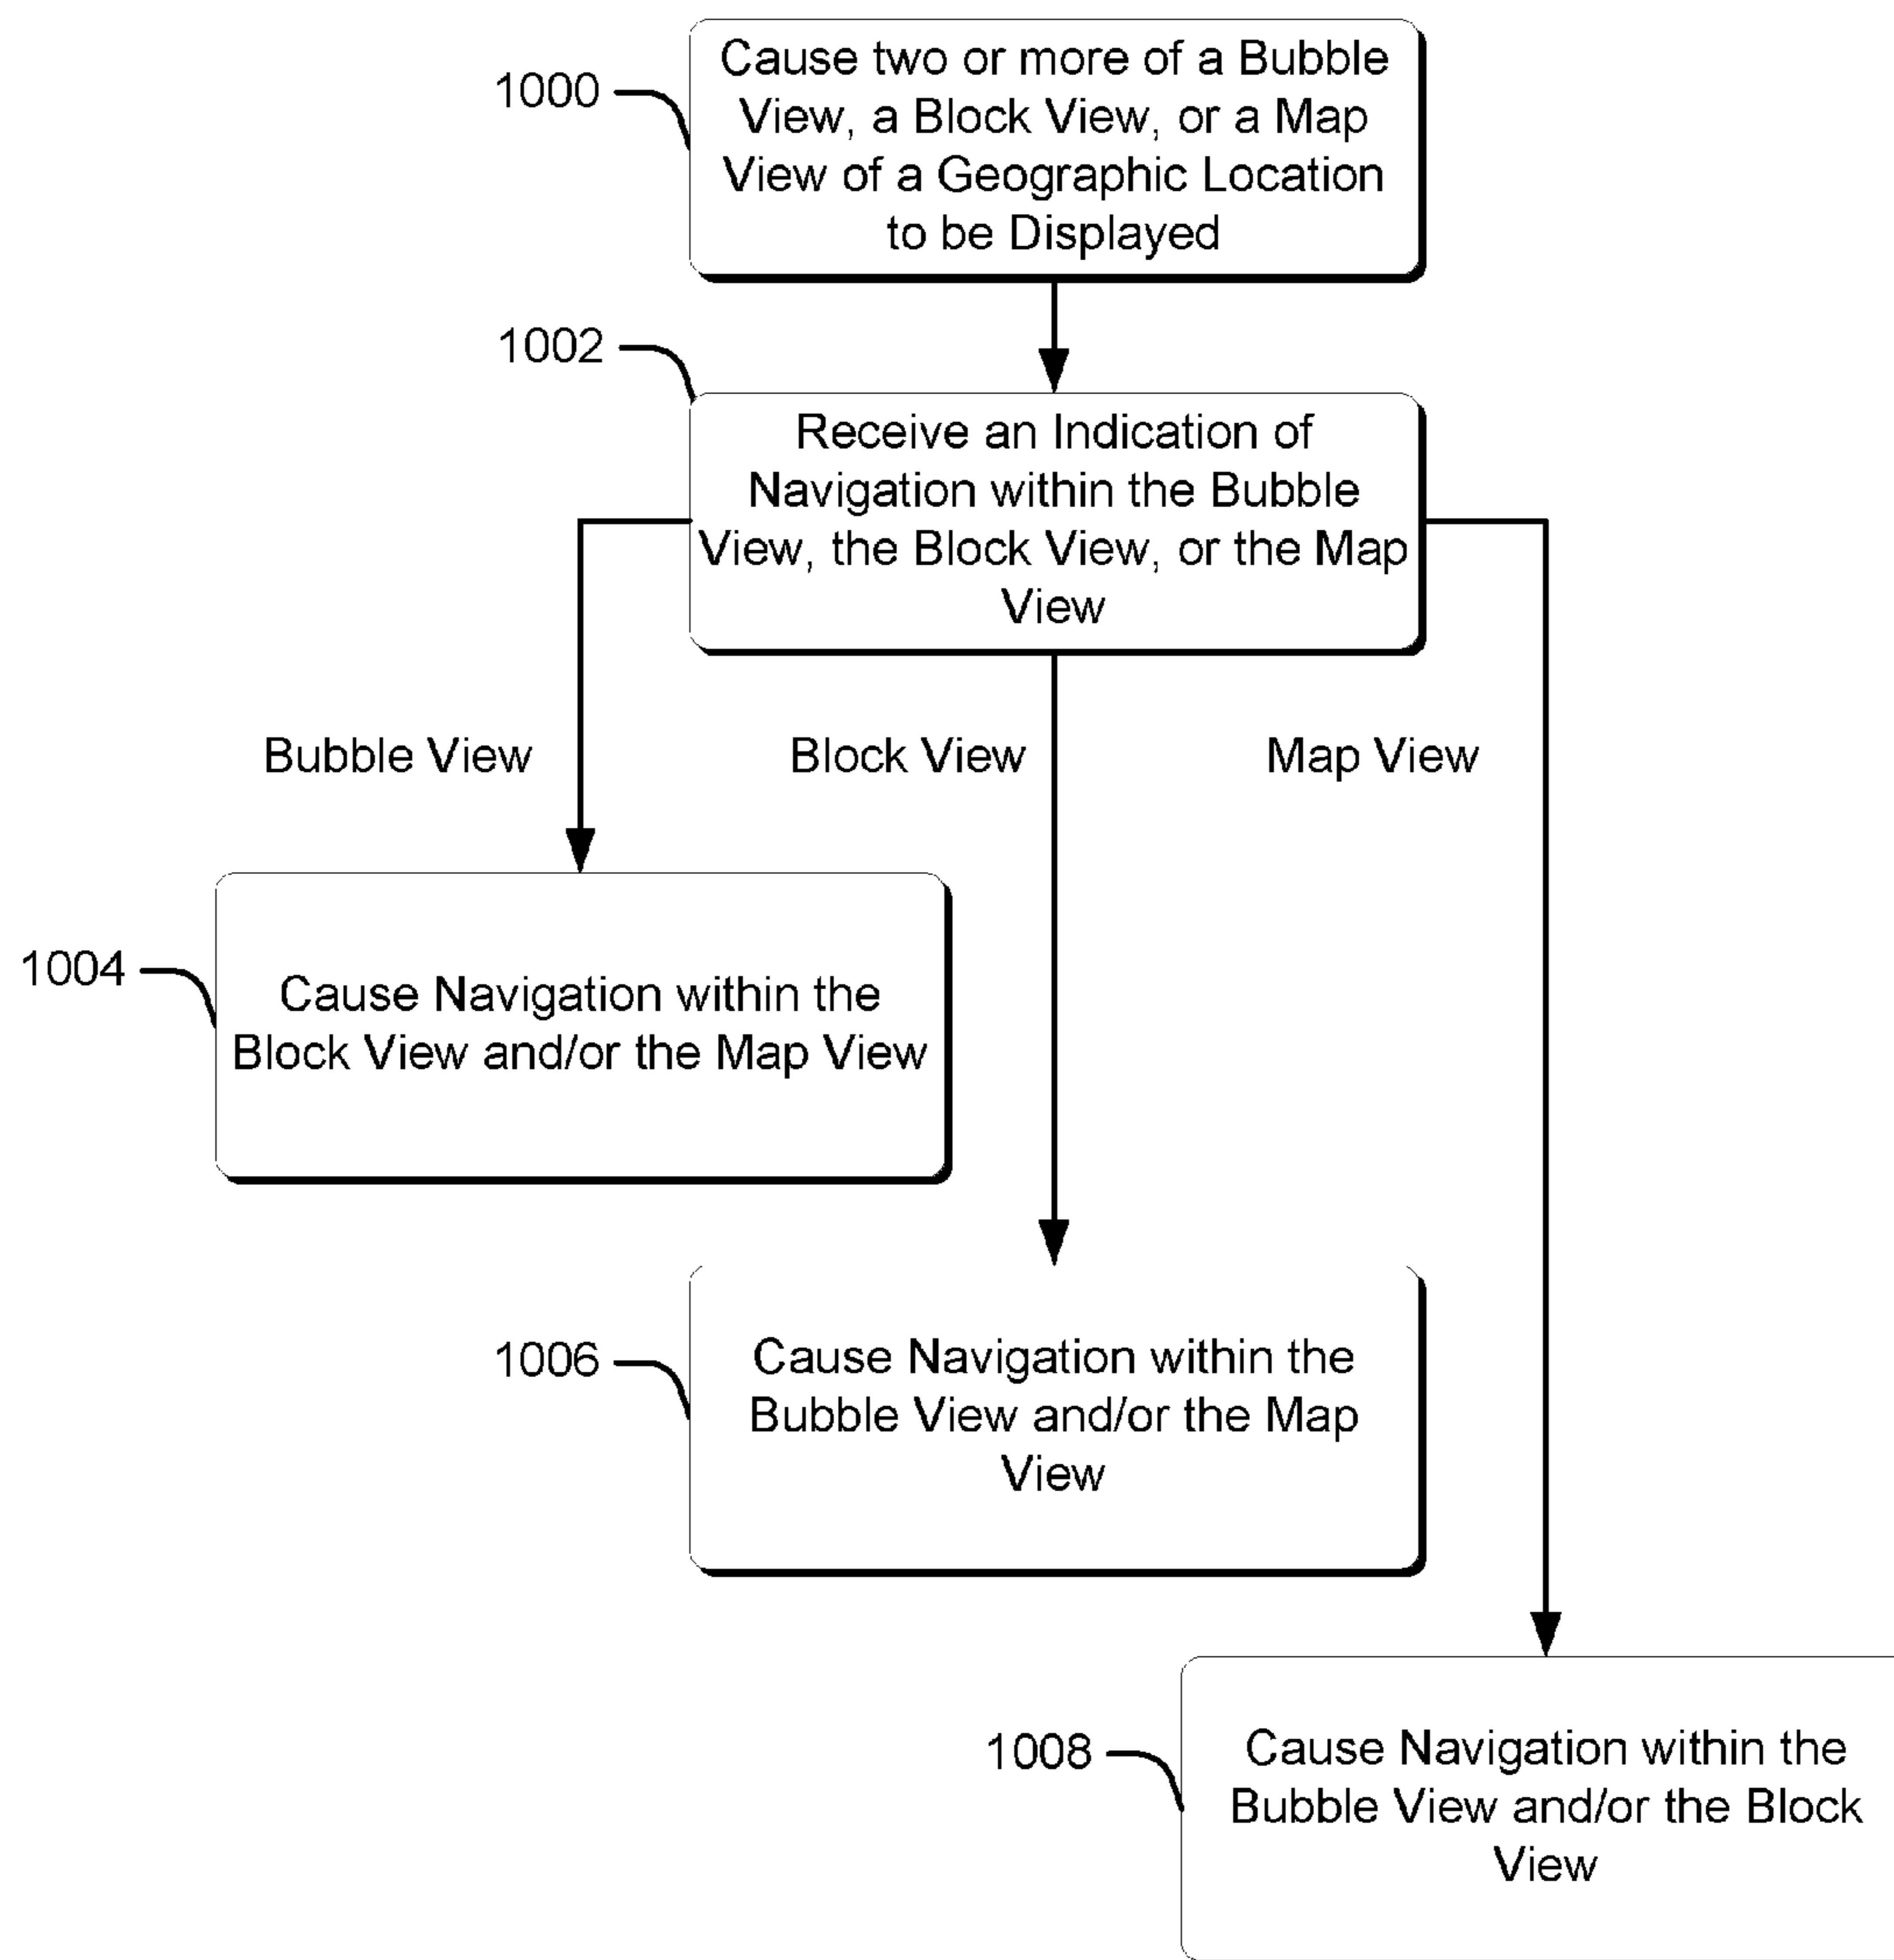 1000
Cause two or more of a Bubble
View, a Block View, or a Map
View of a Geographic Location
to be Displayed
1002
Receive an Indication of
Navigation within the Bubble
View, the Block View, or the Map
View
Bubble View
Block View
Map View
1004
Cause Navigation within the
Block View and/or the Map View
1006
Cause Navigation within the
Bubble View and/or the Map
View
1008
Cause Navigation within the
Bubble View and/or the Block
View